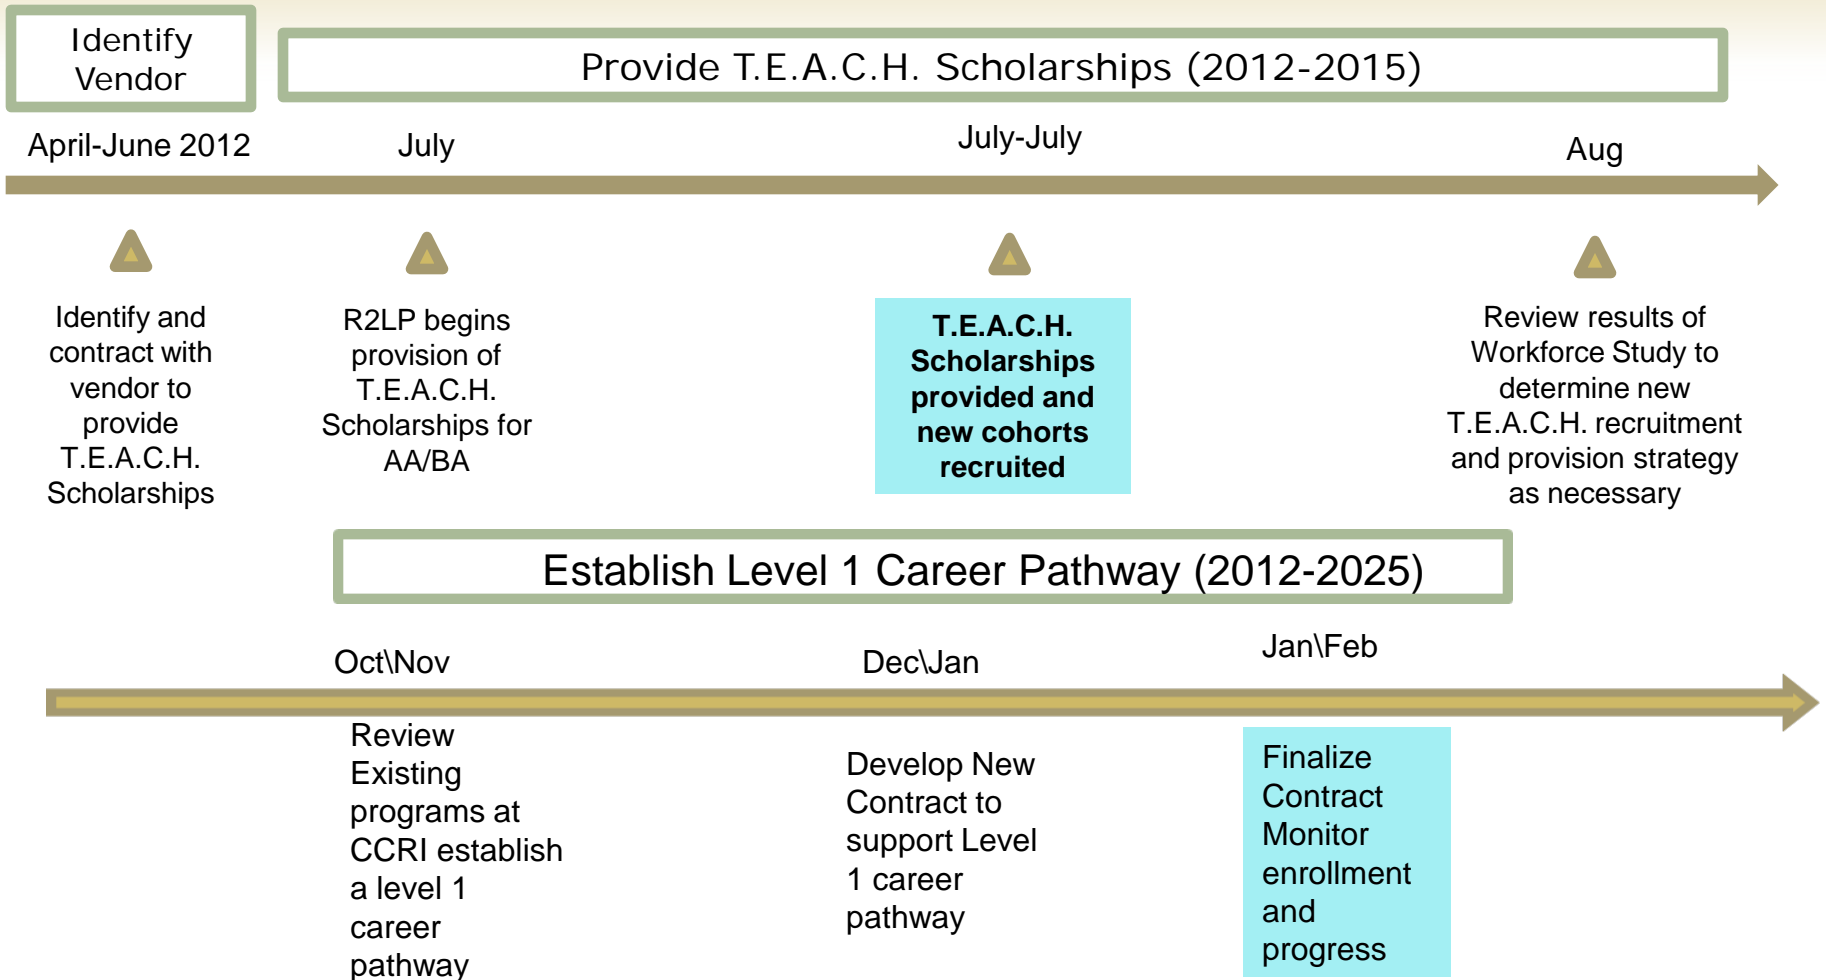 Identify
Vendor
Provide T.E.A.C.H. Scholarships (2012-2015)
April-June 2012
July
July-July
Aug
Identify and
contract with
vendor to
provide
T.E.A.C.H.
Scholarships
R2LP begins
provision of
T.E.A.C.H.
Scholarships for
AA/BA
T.E.A.C.H.
Scholarships
provided and
new cohorts
recruited
Review results of
Workforce Study to
determine new
T.E.A.C.H. recruitment
and provision strategy
as necessary
Establish Level 1 Career Pathway (2012-2025)
Oct\Nov
Dec\Jan
Jan\Feb
Review
Existing
programs at
CCRI establish
a level 1
career
pathway
Develop New
Contract to
support Level
1 career
pathway
Finalize
Contract
Monitor
enrollment
and
progress